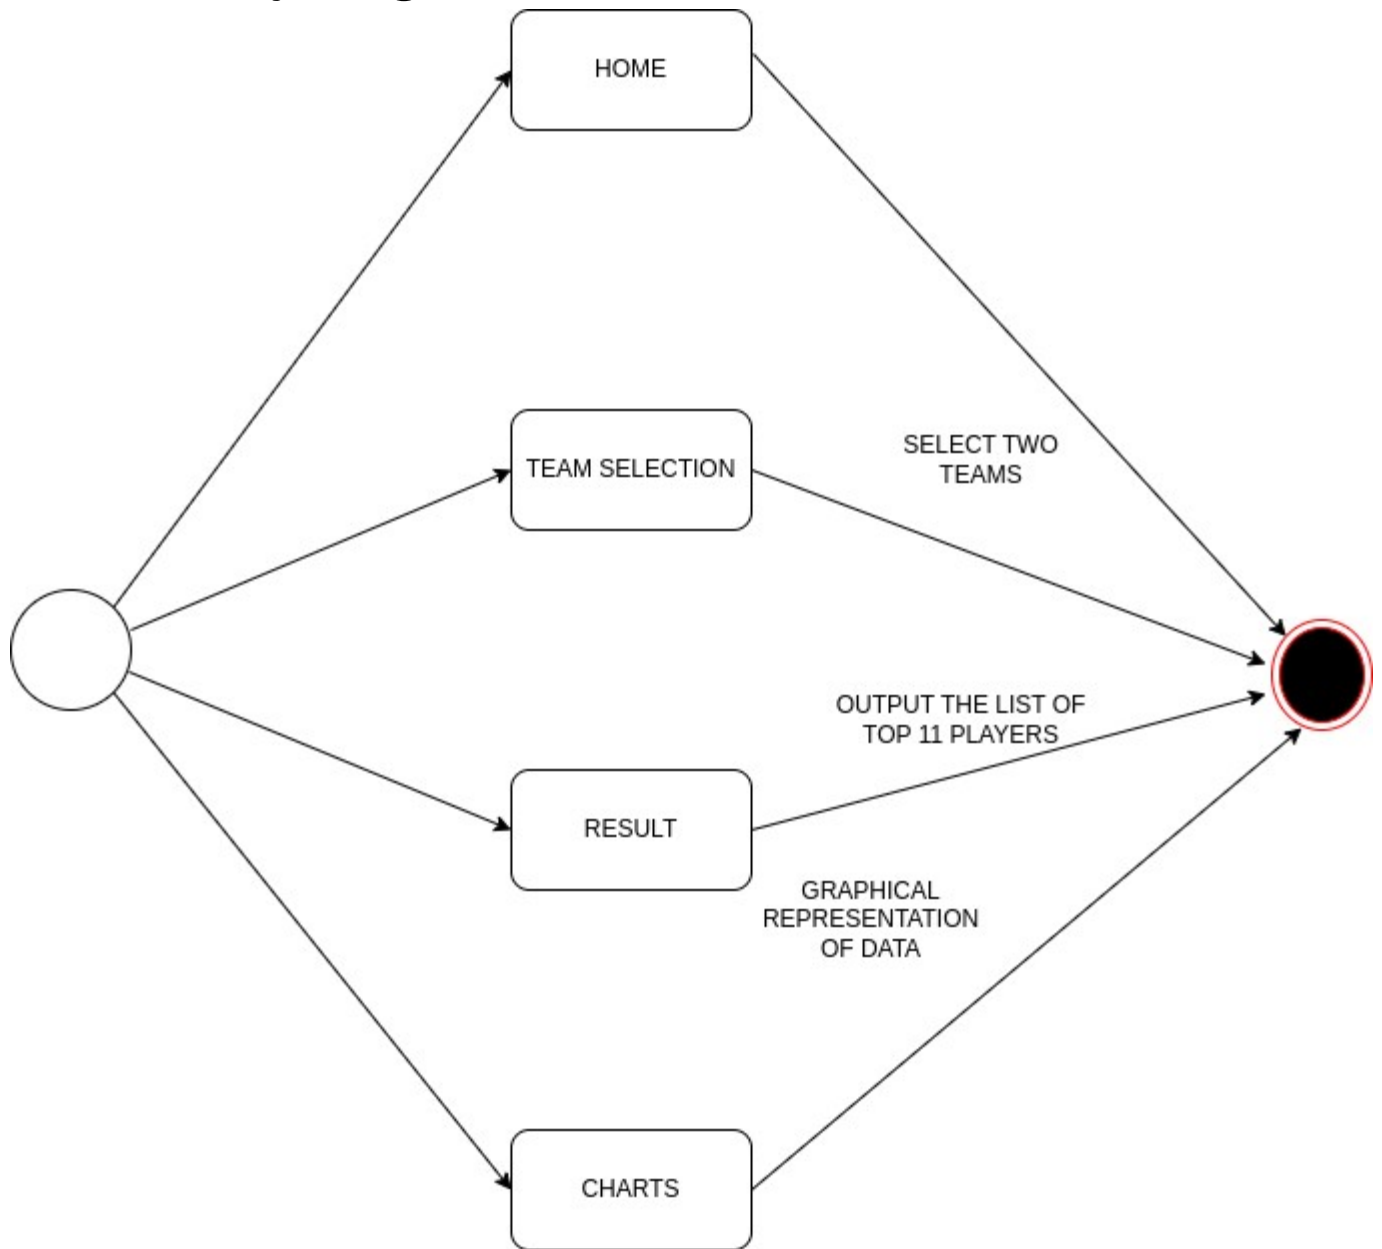 HOME
SELECT TWO
TEAMS
TEAM SELECTION
OUTPUT THE LIST OF
TOP 11 PLAYERS
RESULT
GRAPHICAL
REPRESENTATION
OF DATA
CHARTS